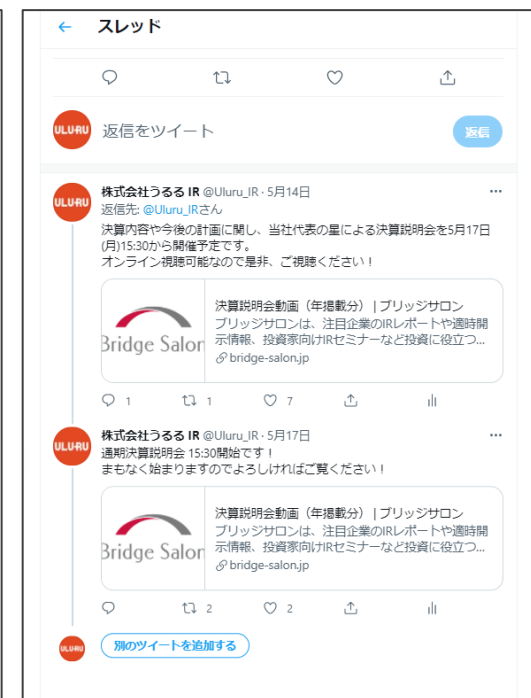 ← スレッド
ULURU 返信をツイート 返信
ULURU
株式会社うるる IR @Uluru_IR · 5月14日 ...
返信先: @Uluru_IRさん
決算内容や今後の計画に関し、当社代表の星による決算説明会を5月17日
(月)15:30から開催予定です。
オンライン視聴可能なので是非、ご視聴ください！
Bridge Salon
決算説明会動画（年掲載分） | ブリッジサロン
ブリッジサロンは、注目企業のIRレポートや適時開
示情報、投資家向けIRセミナーなど投資に役立つ...
bridge-salon.jp
1 1 7
ULURU
株式会社うるる IR @Uluru_IR · 5月17日 ...
通期決算説明会 15:30開始です！
まもなく始まりますのでよろしければご覧ください！
Bridge Salon
決算説明会動画（年掲載分） | ブリッジサロン
ブリッジサロンは、注目企業のIRレポートや適時開
示情報、投資家向けIRセミナーなど投資に役立つ...
bridge-salon.jp
2 2
ULURU 別のツイートを追加する